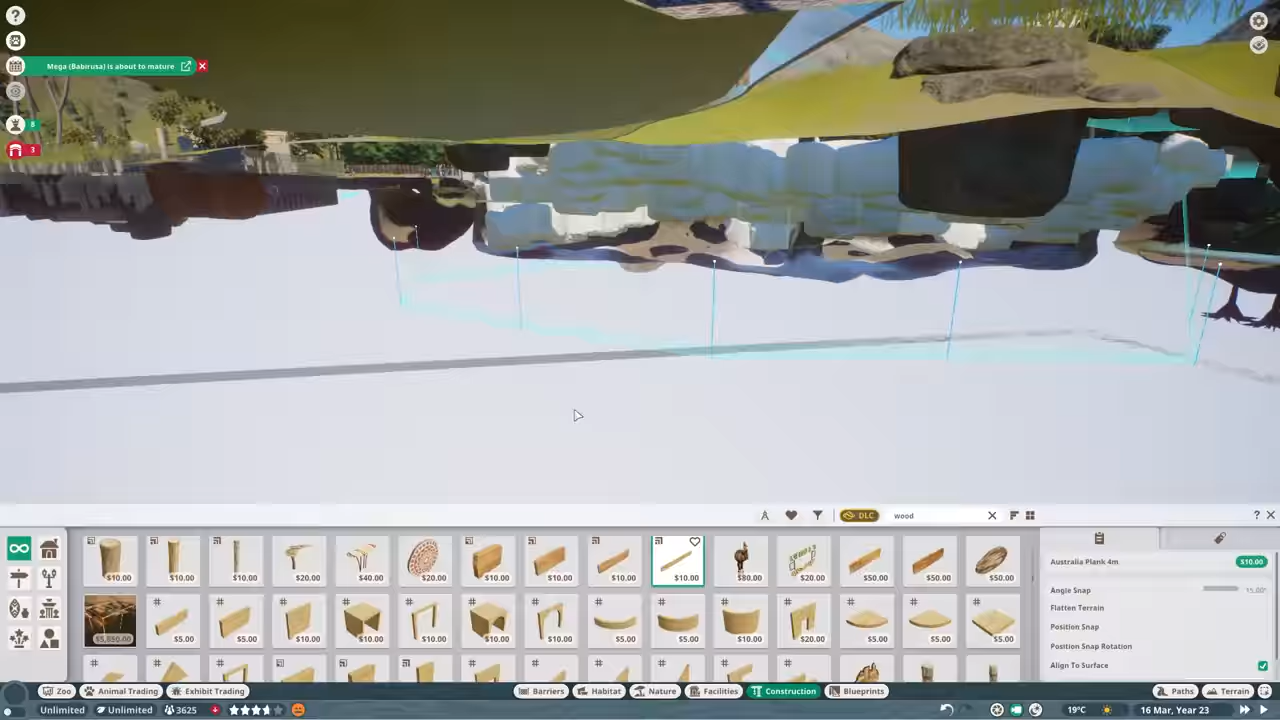 ?
Mega (Babirusa) is about to mature
8
3
DLC wood
?
$10.00 $10.00 $10.00 $20.00 $40.00 $20.00 $10.00 $10.00 $10.00 $10.00 $80.00 $20.00 $50.00 $50.00 $50.00
$5,850.00 $5.00 $5.00 $10.00 $10.00 $10.00 $10.00 $10.00 $5.00 $5.00 $10.00 $20.00 $5.00 $5.00 $5.00
Australia Plank 4m $10.00
Angle Snap 15.00°
Flatten Terrain
Position Snap
Position Snap Rotation
Align To Surface
Zoo Animal Trading Exhibit Trading Barriers Habitat Nature Facilities Construction Blueprints Paths Terrain
Unlimited Unlimited 3625 19°C 16 Mar, Year 23